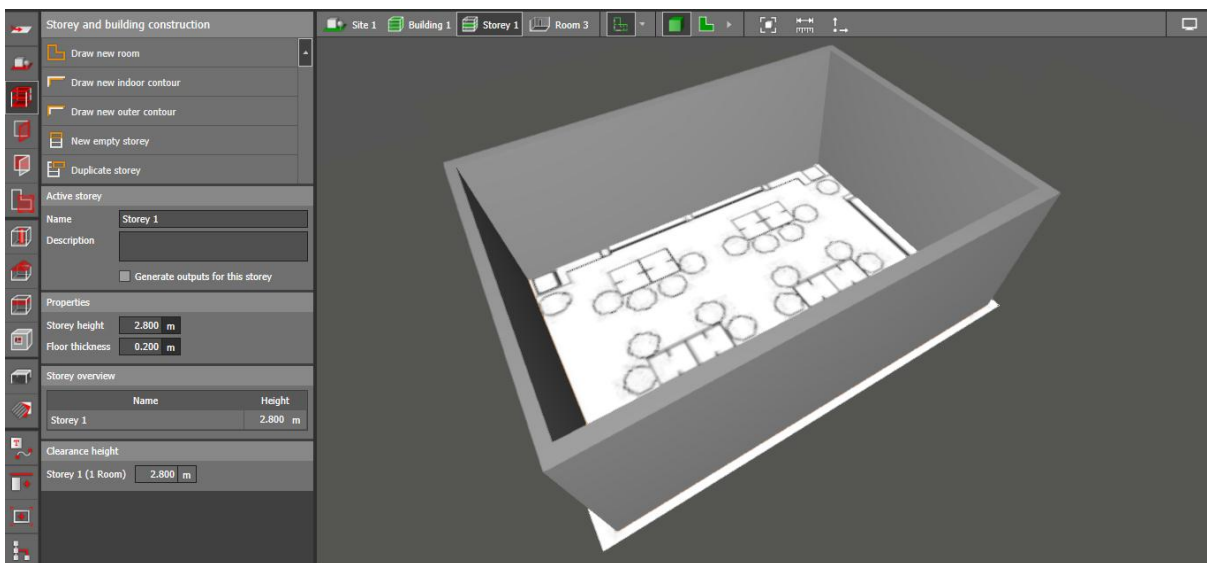 Storey and building construction
Site 1 Building 1 Storey 1 Room 3
Draw new room
Draw new indoor contour
Draw new outer contour
New empty storey
Duplicate storey
Active storey
Name Storey 1
Description
Generate outputs for this storey
Properties
Storey height 2.800 m
Floor thickness 0.200 m
Storey overview
Name Height
Storey 1 2.800 m
Clearance height
Storey 1 (1 Room) 2.800 m